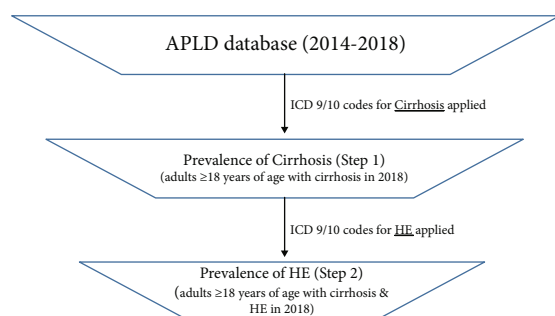 APLD database (2014-2018)
ICD 9/10 codes for Cirrhosis applied
Prevalence of Cirrhosis (Step 1)
(adults ≥18 years of age with cirrhosis in 2018)
ICD 9/10 codes for HE applied
Prevalence of HE (Step 2)
(adults ≥18 years of age with cirrhosis &
HE in 2018)